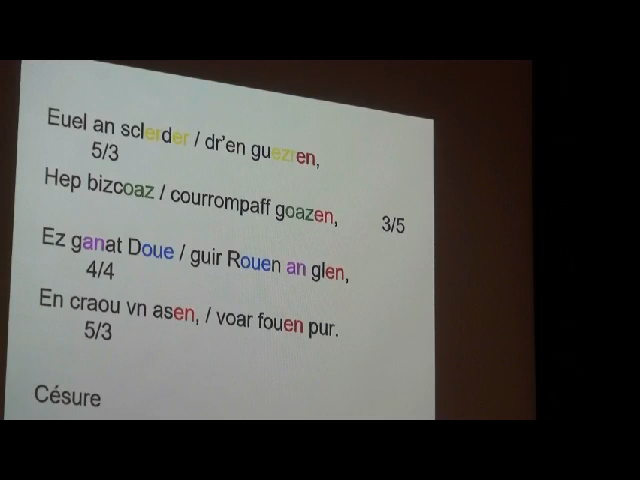 Euel an sclerder / dr'en guezren,
5/3
Hep bizcoaz / courrompaff goazen, 3/5
Ez ganat Doue / guir Rouen an glen,
4/4
En craou vn asen, / voar fouen pur.
5/3
Césure